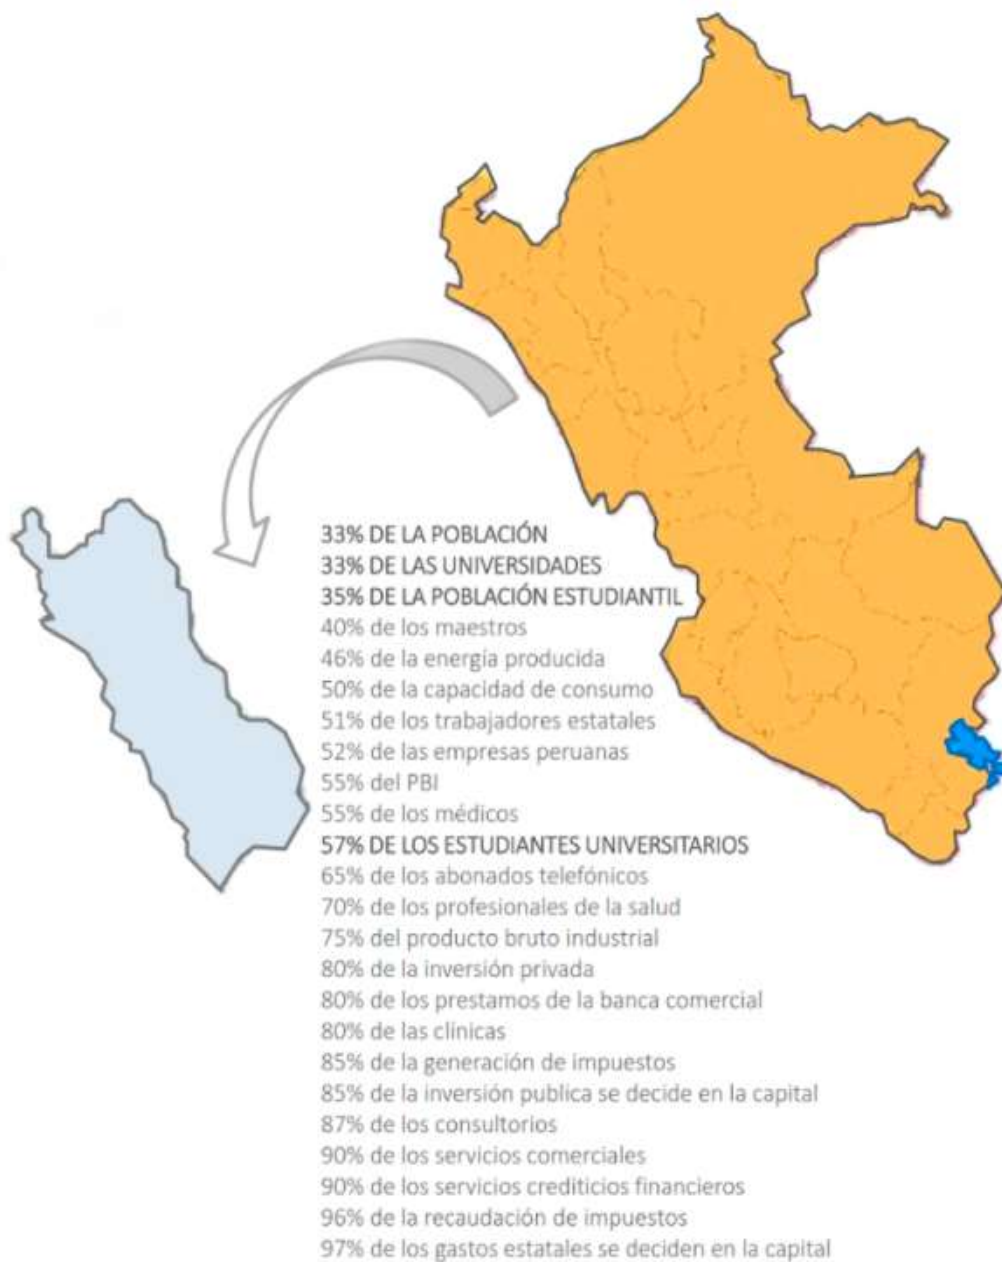 33% DE LA POBLACIÓN
33% DE LAS UNIVERSIDADES
35% DE LA POBLACIÓN ESTUDIANTIL
40% de los maestros
46% de la energía producida
50% de la capacidad de consumo
51% de los trabajadores estatales
52% de las empresas peruanas
55% del PBI
55% de los médicos
57% DE LOS ESTUDIANTES UNIVERSITARIOS
65% de los abonados telefónicos
70% de los profesionales de la salud
75% del producto bruto industrial
80% de la inversión privada
80% de los prestamos de la banca comercial
80% de las clínicas
85% de la generación de impuestos
85% de la inversión publica se decide en la capital
87% de los consultorios
90% de los servicios comerciales
90% de los servicios crediticios financieros
96% de la recaudación de impuestos
97% de los gastos estatales se deciden en la capital